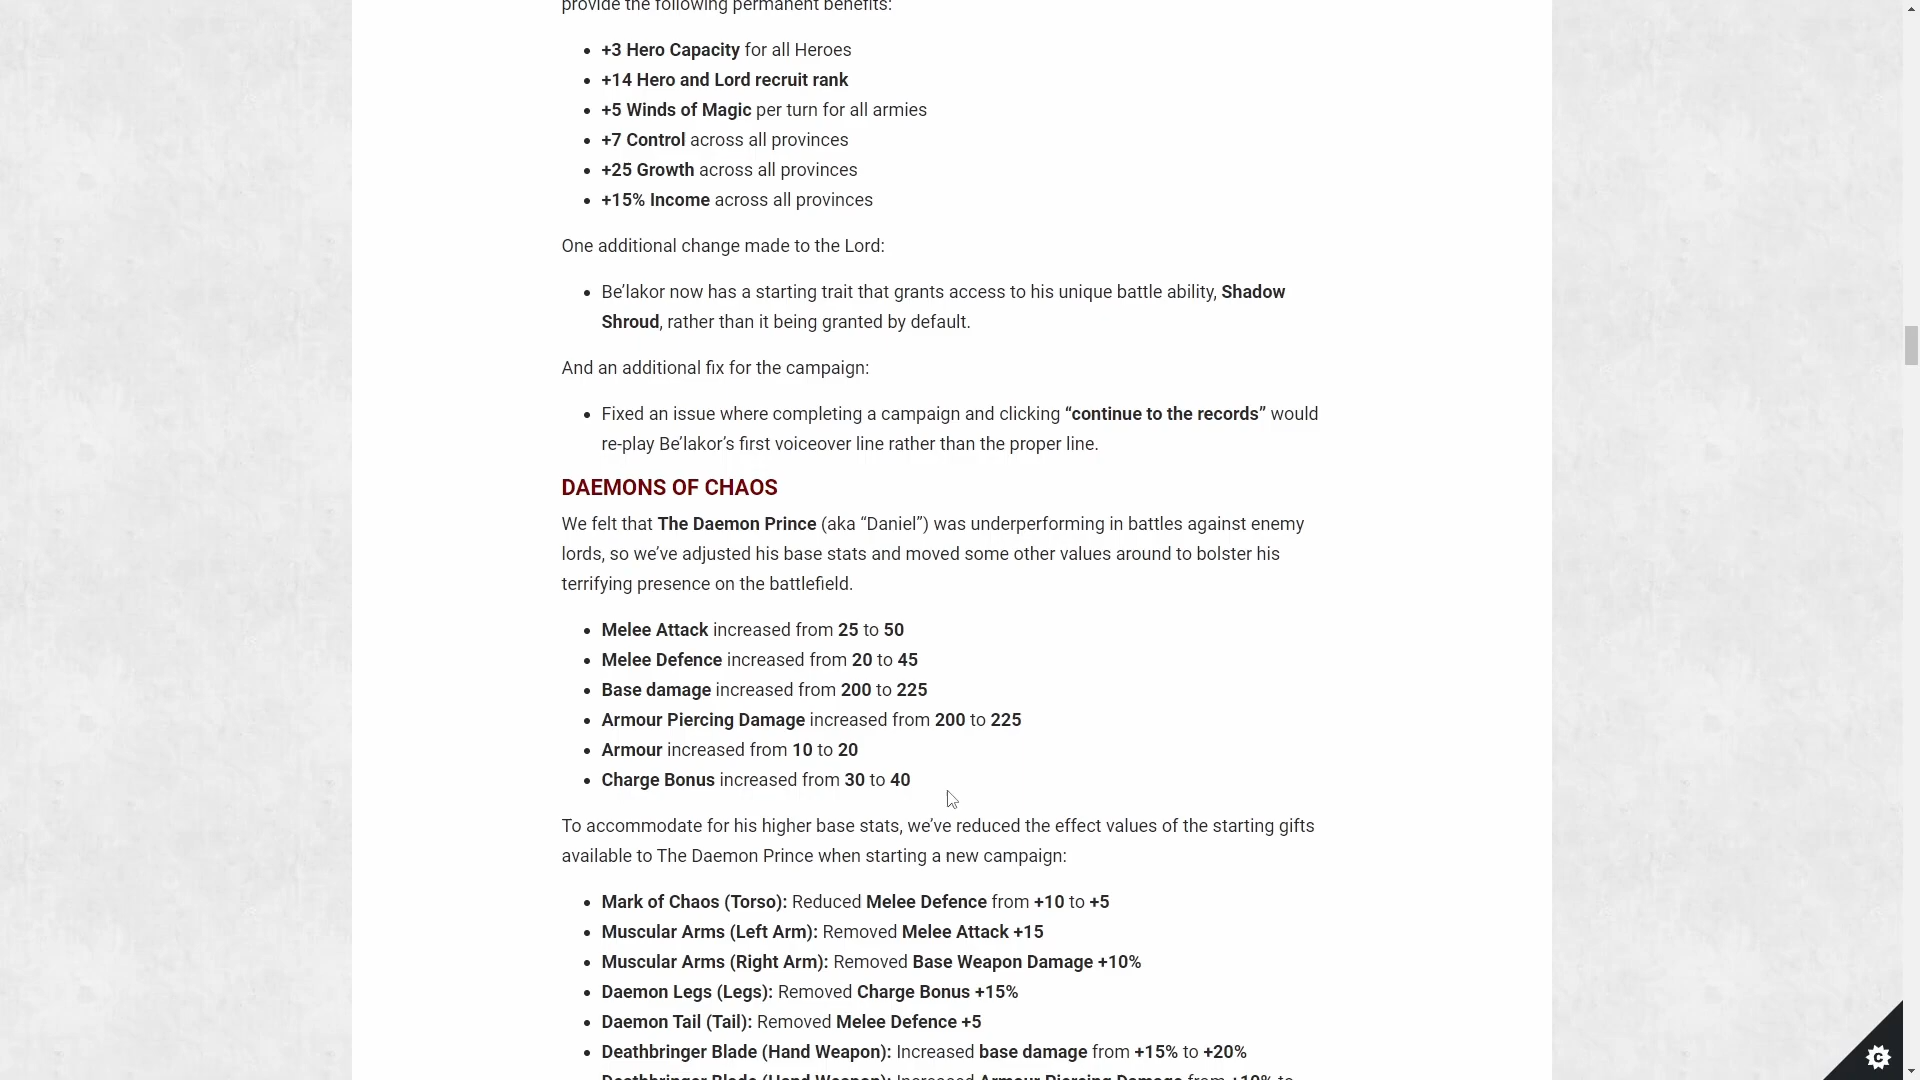 provide the following permanent benefits:
• +3 Hero Capacity for all Heroes
• +14 Hero and Lord recruit rank
• +5 Winds of Magic per turn for all armies
• +7 Control across all provinces
• +25 Growth across all provinces
• +15% Income across all provinces
One additional change made to the Lord:
• Be’lakor now has a starting trait that grants access to his unique battle ability, Shadow
Shroud, rather than it being granted by default.
And an additional fix for the campaign:
• Fixed an issue where completing a campaign and clicking “continue to the records” would
re-play Be’lakor’s first voiceover line rather than the proper line.
DAEMONS OF CHAOS
We felt that The Daemon Prince (aka “Daniel”) was underperforming in battles against enemy
lords, so we’ve adjusted his base stats and moved some other values around to bolster his
terrifying presence on the battlefield.
• Melee Attack increased from 25 to 50
• Melee Defence increased from 20 to 45
• Base damage increased from 200 to 225
• Armour Piercing Damage increased from 200 to 225
• Armour increased from 10 to 20
• Charge Bonus increased from 30 to 40
To accommodate for his higher base stats, we’ve reduced the effect values of the starting gifts
available to The Daemon Prince when starting a new campaign:
• Mark of Chaos (Torso): Reduced Melee Defence from +10 to +5
• Muscular Arms (Left Arm): Removed Melee Attack +15
• Muscular Arms (Right Arm): Removed Base Weapon Damage +10%
• Daemon Legs (Legs): Removed Charge Bonus +15%
• Daemon Tail (Tail): Removed Melee Defence +5
• Deathbringer Blade (Hand Weapon): Increased base damage from +15% to +20%
Deathbringer Blade (Hand Weapon): Increased Armour Piercing Damage from +10% to